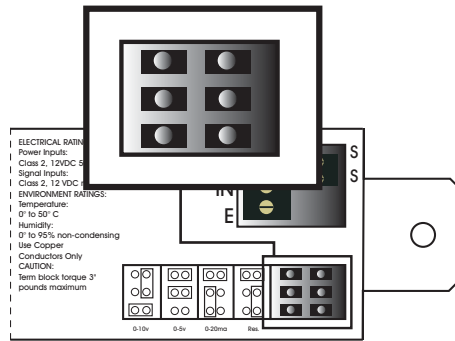 ELECTRICAL
Power Inputs:
Class 2, 12VDC
Signal Inputs:
Class 2, 12 VDC
ENVIRONMENT RATINGS:
Temperature:
0° to 50° C
Humidity:
0° to 95% non-condensing
Use Copper
Conductors Only
CAUTION:
Term block torque 3"
pounds maximum
S
S
IN
E
0-10v
0-5v
0-20ma
Res.